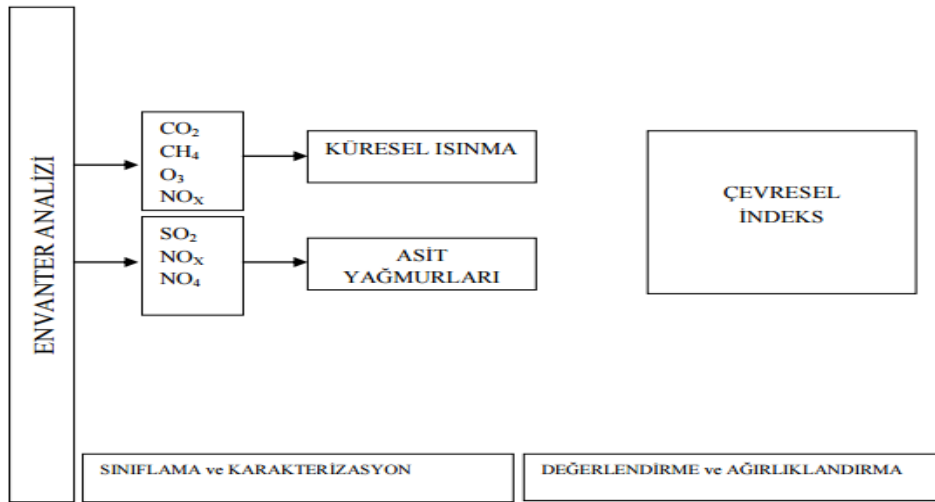 ENVANTER ANALİZİ
CO₂
CH₄
O₃
NOₓ
KÜRESEL ISINMA
SO₂
NOₓ
NO₄
ASİT
YAĞMURLARI
ÇEVRESEL
İNDEKS
SINIFLAMA ve KARAKTERİZASYON
DEĞERLENDİRME ve AĞIRLIKLANDIRMA